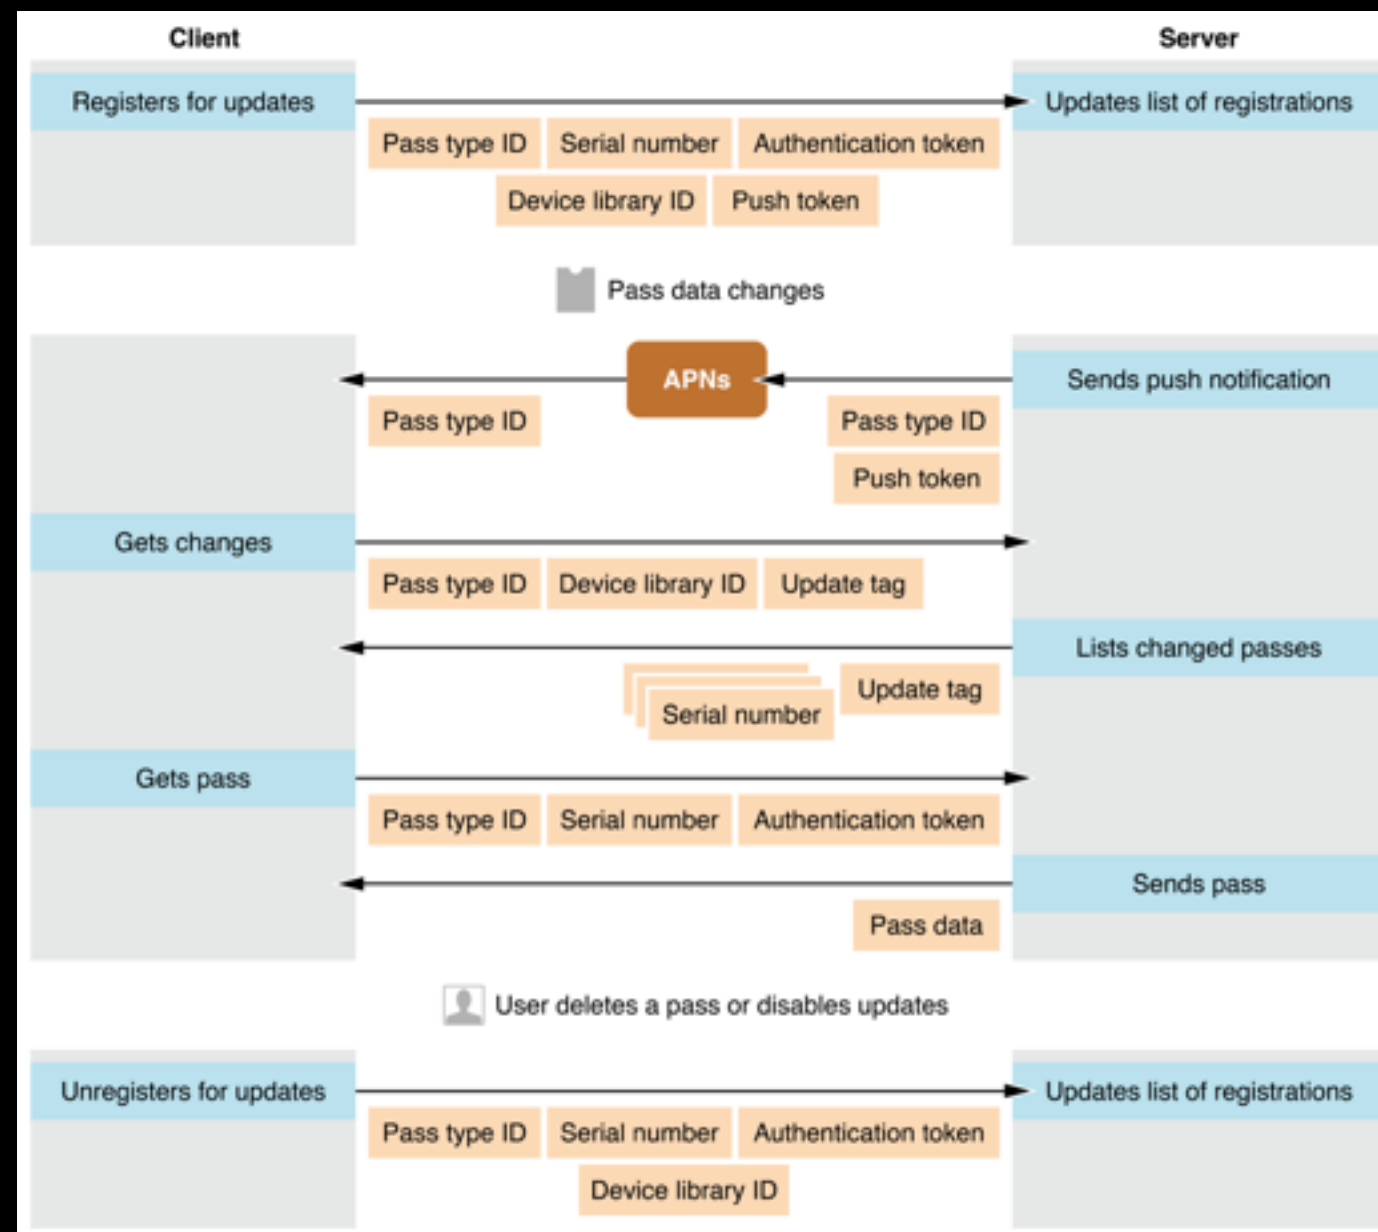 Client Server
Registers for updates Updates list of registrations
Pass type ID Serial number Authentication token
Device library ID Push token
Pass data changes
APNs Sends push notification
Pass type ID Pass type ID
Push token
Gets changes
Pass type ID Device library ID Update tag
Lists changed passes
Update tag
Serial number
Gets pass
Pass type ID Serial number Authentication token
Sends pass
Pass data
User deletes a pass or disables updates
Unregisters for updates Updates list of registrations
Pass type ID Serial number Authentication token
Device library ID